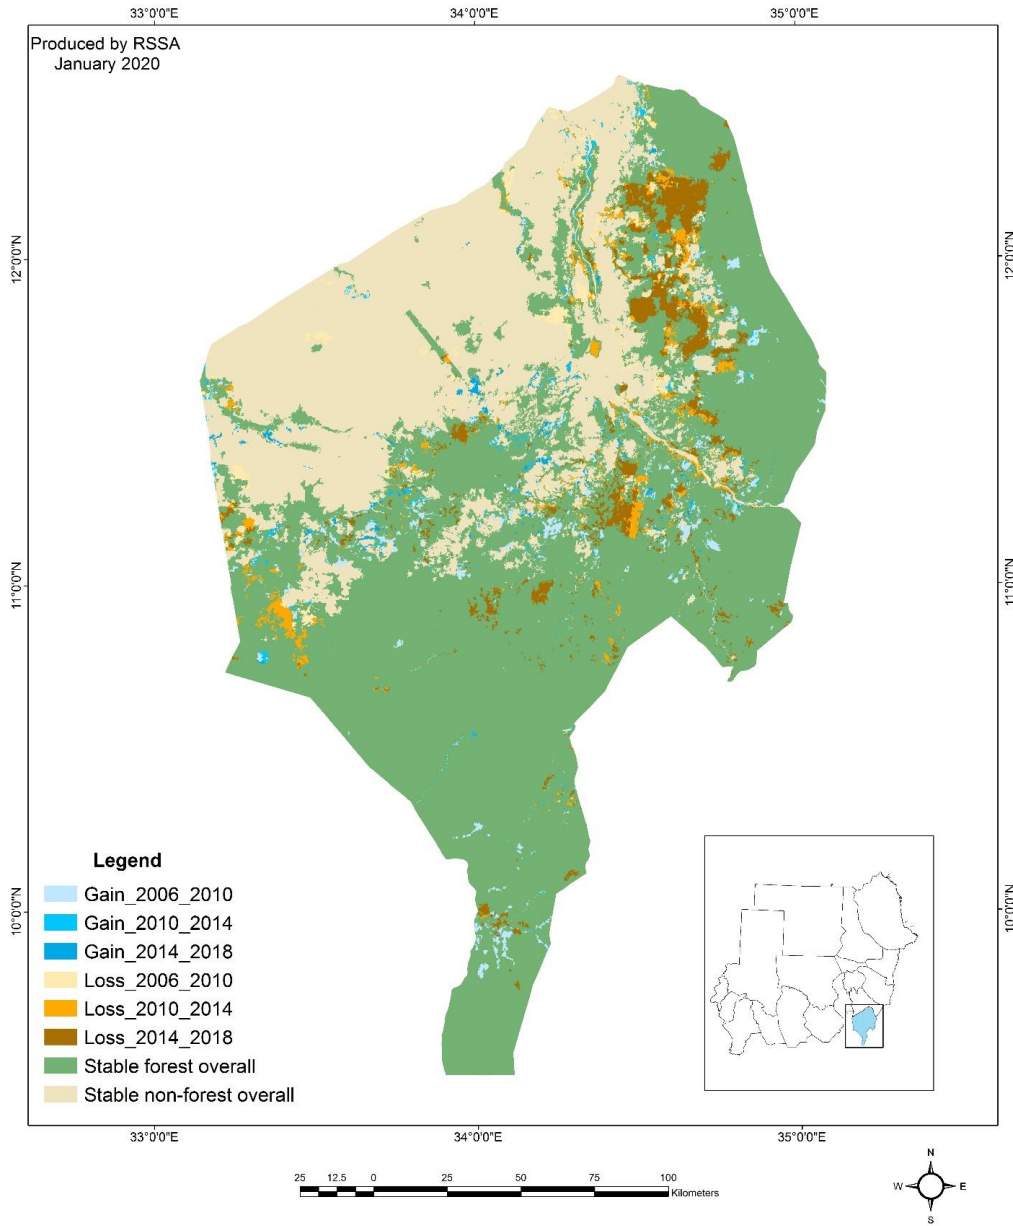 33°0'0"E 34°0'0"E 35°0'0"E
Produced by RSSA
January 2020
12°0'0"N 12°0'0"N
11°0'0"N 11°0'0"N
10°0'0"N 10°0'0"N
Legend
Gain_2006_2010
Gain_2010_2014
Gain_2014_2018
Loss_2006_2010
Loss_2010_2014
Loss_2014_2018
Stable forest overall
Stable non-forest overall
33°0'0"E 34°0'0"E 35°0'0"E
25 12.5 0 25 50 75 100
Kilometers
N
W E
S